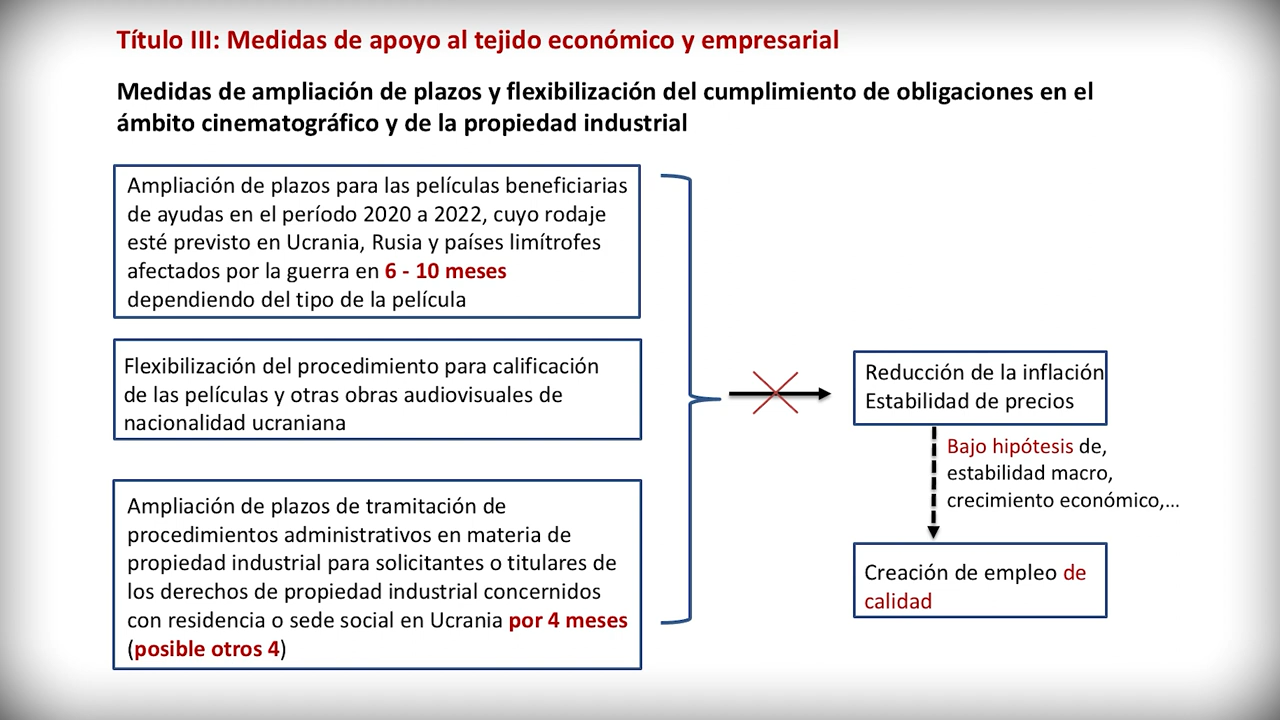 Título III: Medidas de apoyo al tejido económico y empresarial
Medidas de ampliación de plazos y flexibilización del cumplimiento de obligaciones en el
ámbito cinematográfico y de la propiedad industrial
Ampliación de plazos para las películas beneficiarias
de ayudas en el período 2020 a 2022, cuyo rodaje
esté previsto en Ucrania, Rusia y países limítrofes
afectados por la guerra en 6 - 10 meses
dependiendo del tipo de la película
Flexibilización del procedimiento para calificación
de las películas y otras obras audiovisuales de
nacionalidad ucraniana
Ampliación de plazos de tramitación de
procedimientos administrativos en materia de
propiedad industrial para solicitantes o titulares de
los derechos de propiedad industrial concernidos
con residencia o sede social en Ucrania por 4 meses
(posible otros 4)
Reducción de la inflación
Estabilidad de precios
Bajo hipótesis de,
estabilidad macro,
crecimiento económico,...
Creación de empleo de
calidad